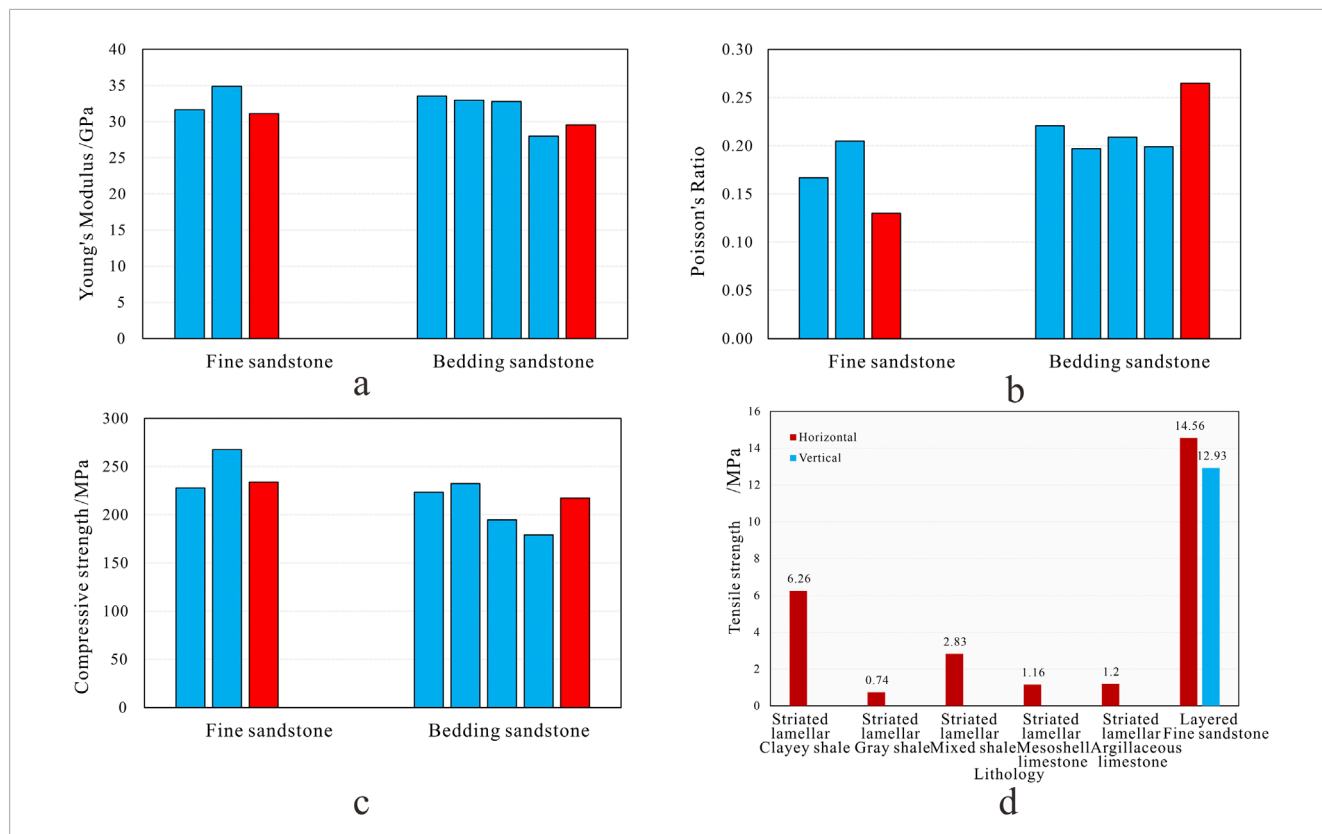 40
35
30
25
20
15
10
5
0
Young's Modulus /GPa
Fine sandstone
Bedding sandstone
a
0.30
0.25
0.20
0.15
0.10
0.05
0.00
Poisson's Ratio
Fine sandstone
Bedding sandstone
b
300
250
200
150
100
50
0
Compressive strength /MPa
Fine sandstone
Bedding sandstone
c
16
14
12
10
8
6
4
2
0
Tensile strength /MPa
Horizontal
Vertical
6.26
0.74
2.83
1.16
1.2
14.56
12.93
Striated
lamellar
Clayey shale
Striated
lamellar
Gray shale
Striated
lamellar
Mixed shale
Striated
lamellar
Mesoshell
limestone
Striated
lamellar
Argillaceous
limestone
Layered
Fine sandstone
Lithology
d